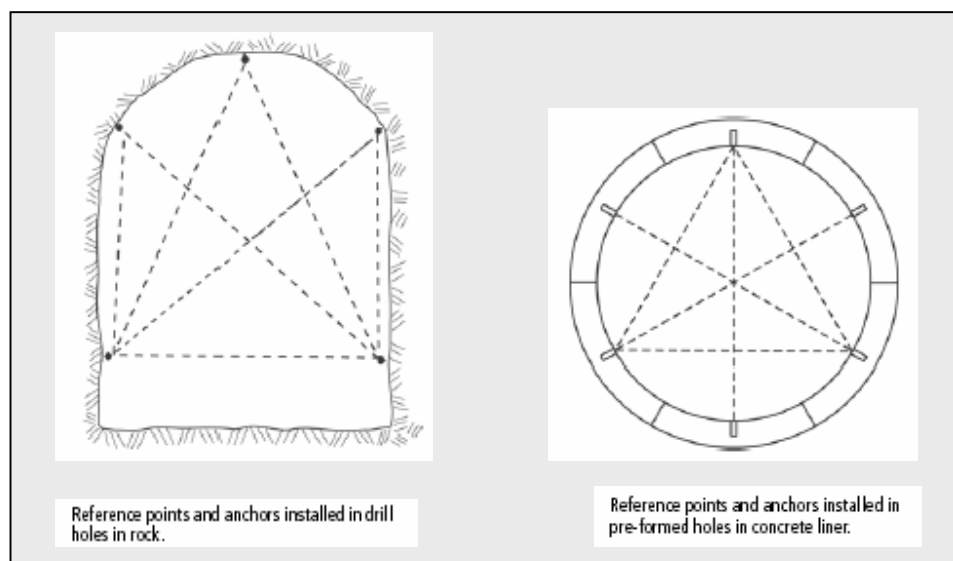 Reference points and anchors installed in drill
holes in rock.
Reference points and anchors installed in
pre-formed holes in concrete liner.